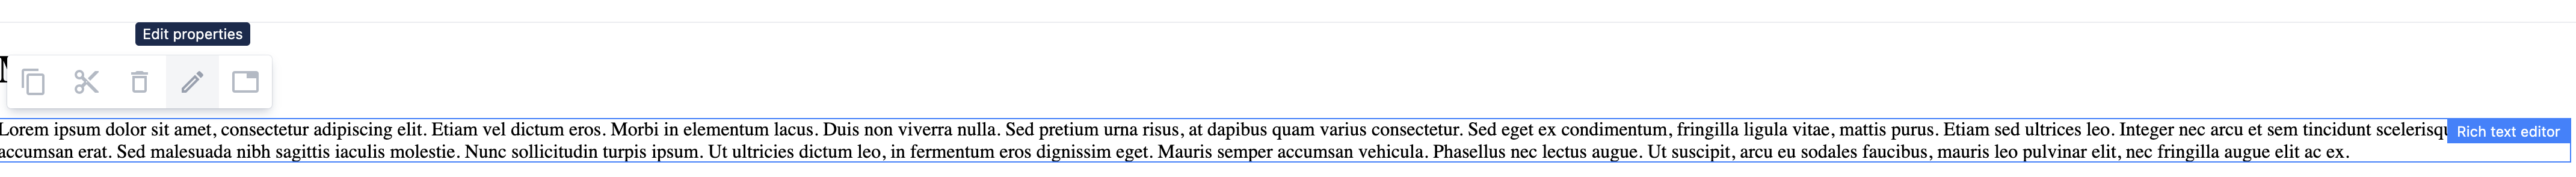 Edit properties
Lorem ipsum dolor sit amet, consectetur adipiscing elit. Etiam vel dictum eros. Morbi in elementum lacus. Duis non viverra nulla. Sed pretium urna risus, at dapibus quam varius consectetur. Sed eget ex condimentum, fringilla ligula vitae, mattis purus. Etiam sed ultrices leo. Integer nec arcu et sem tincidunt
Rich text editor
accumsan erat. Sed malesuada nibh sagittis iaculis molestie. Nunc sollicitudin turpis ipsum. Ut ultricies dictum leo, in fermentum eros dignissim eget. Mauris semper accumsan vehicula. Phasellus nec lectus augue. Ut suscipit, arcu eu sodales faucibus, mauris leo pulvinar elit, nec fringilla augue elit ac ex.